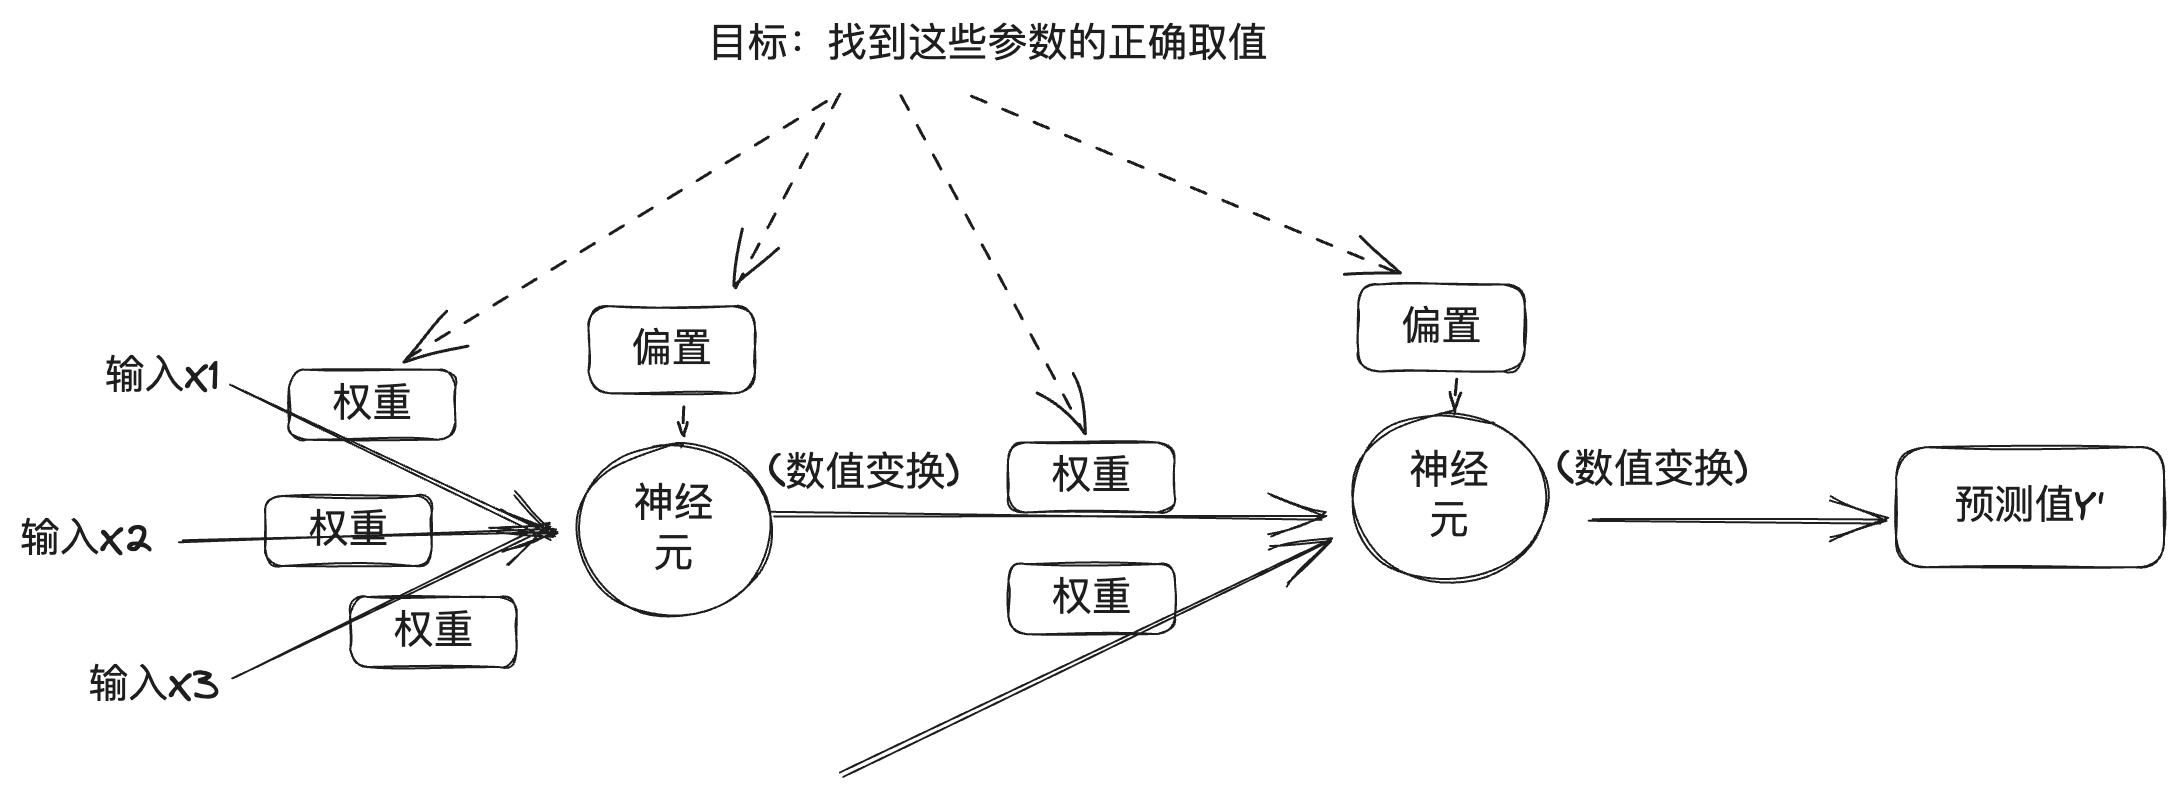 目标：找到这些参数的正确取值
偏置
偏置
输入x1
权重
(数值变换)
权重
神经
元
(数值变换)
神经
元
预测值Y'
输入x2
权重
权重
输入x3
权重